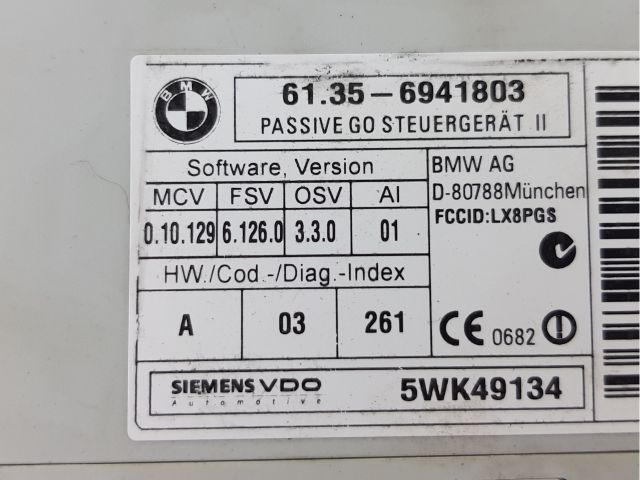 BMW
61.35-6941803
PASSIVE GO STEUERGERÄT II
Software, Version
MCV FSV OSV AI
0.10.129 6.126.0 3.3.0 01
HW./Cod.-/Diag.-Index
A 03 261
BMW AG
D-80788München
FCCID:LX8PGS
CE 0682
SIEMENS VDO
Automotive
5WK49134